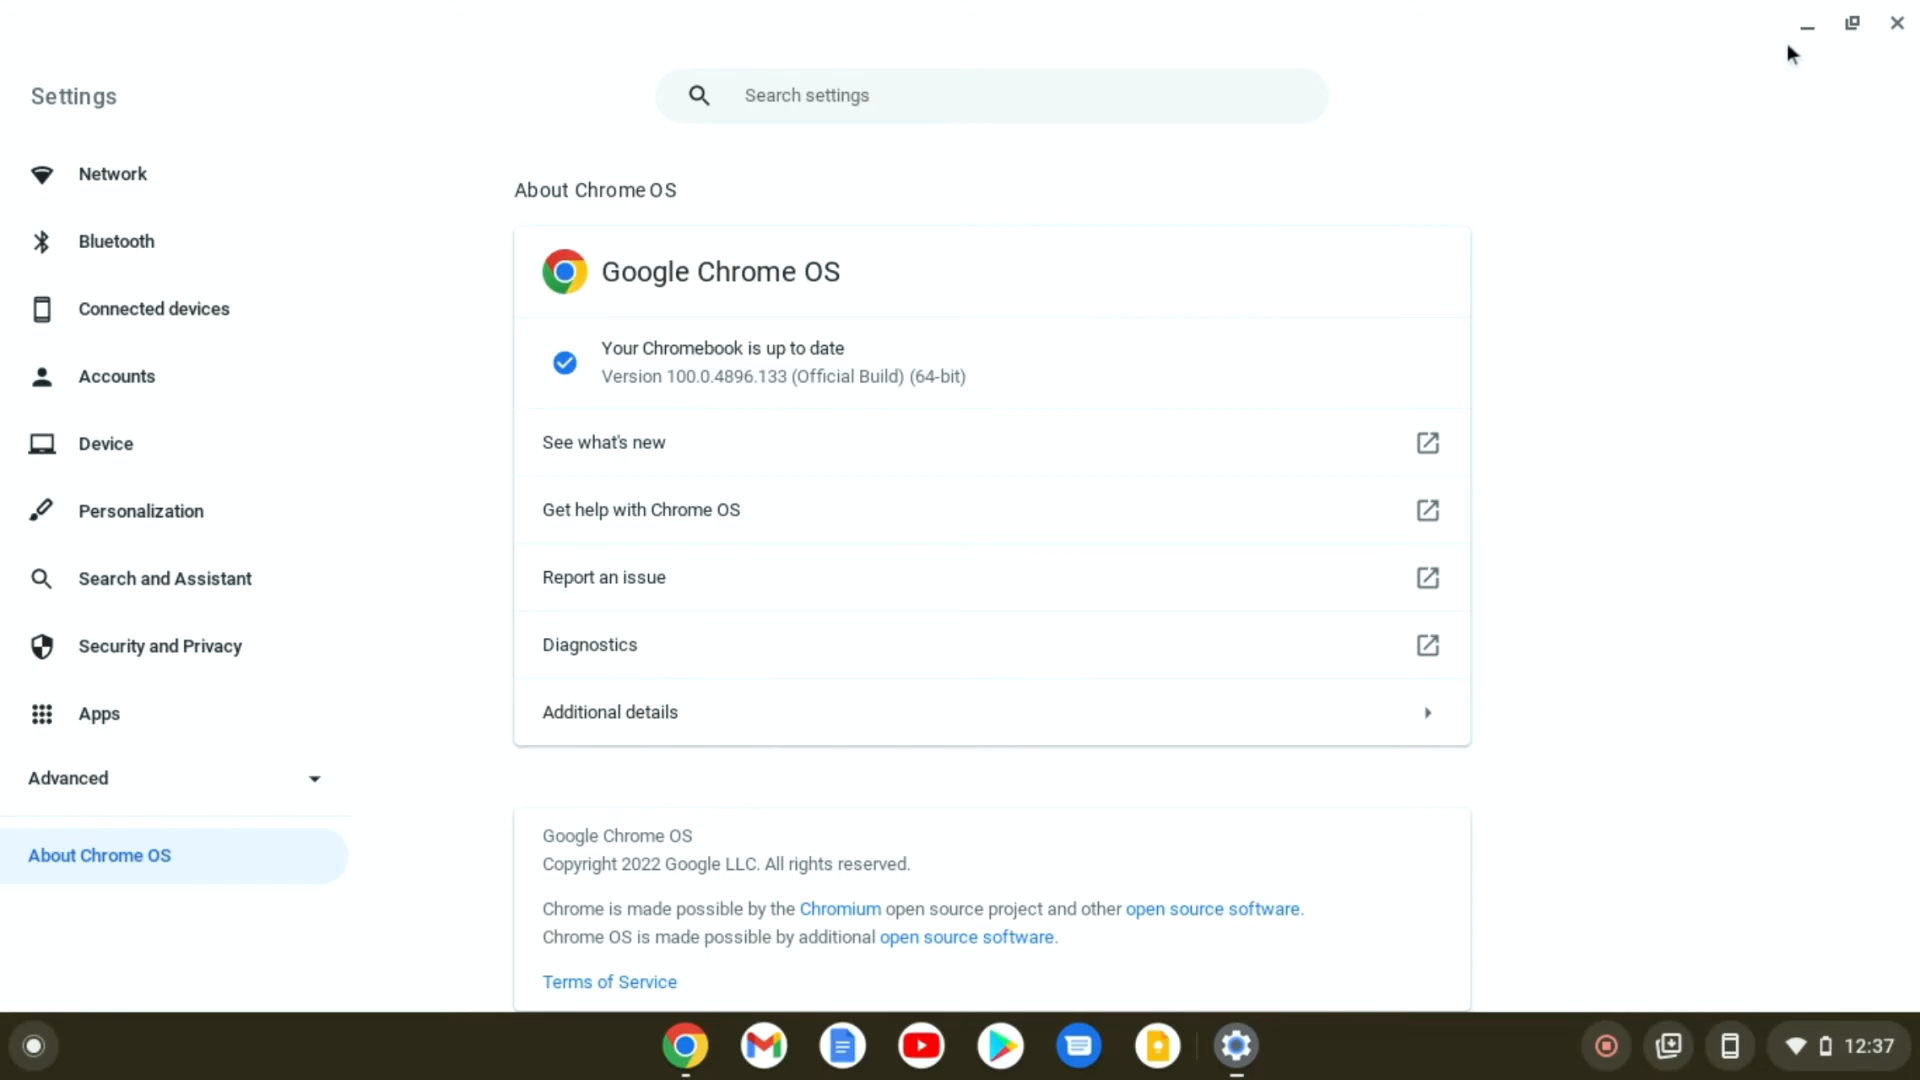 Settings
Search settings
Network
Bluetooth
Connected devices
Accounts
Device
Personalization
Search and Assistant
Security and Privacy
Apps
Advanced
About Chrome OS
About Chrome OS
Google Chrome OS
Your Chromebook is up to date
Version 100.0.4896.133 (Official Build) (64-bit)
See what's new
Get help with Chrome OS
Report an issue
Diagnostics
Additional details
Google Chrome OS
Copyright 2022 Google LLC. All rights reserved.
Chrome is made possible by the Chromium open source project and other open source software.
Chrome OS is made possible by additional open source software.
Terms of Service
12:37